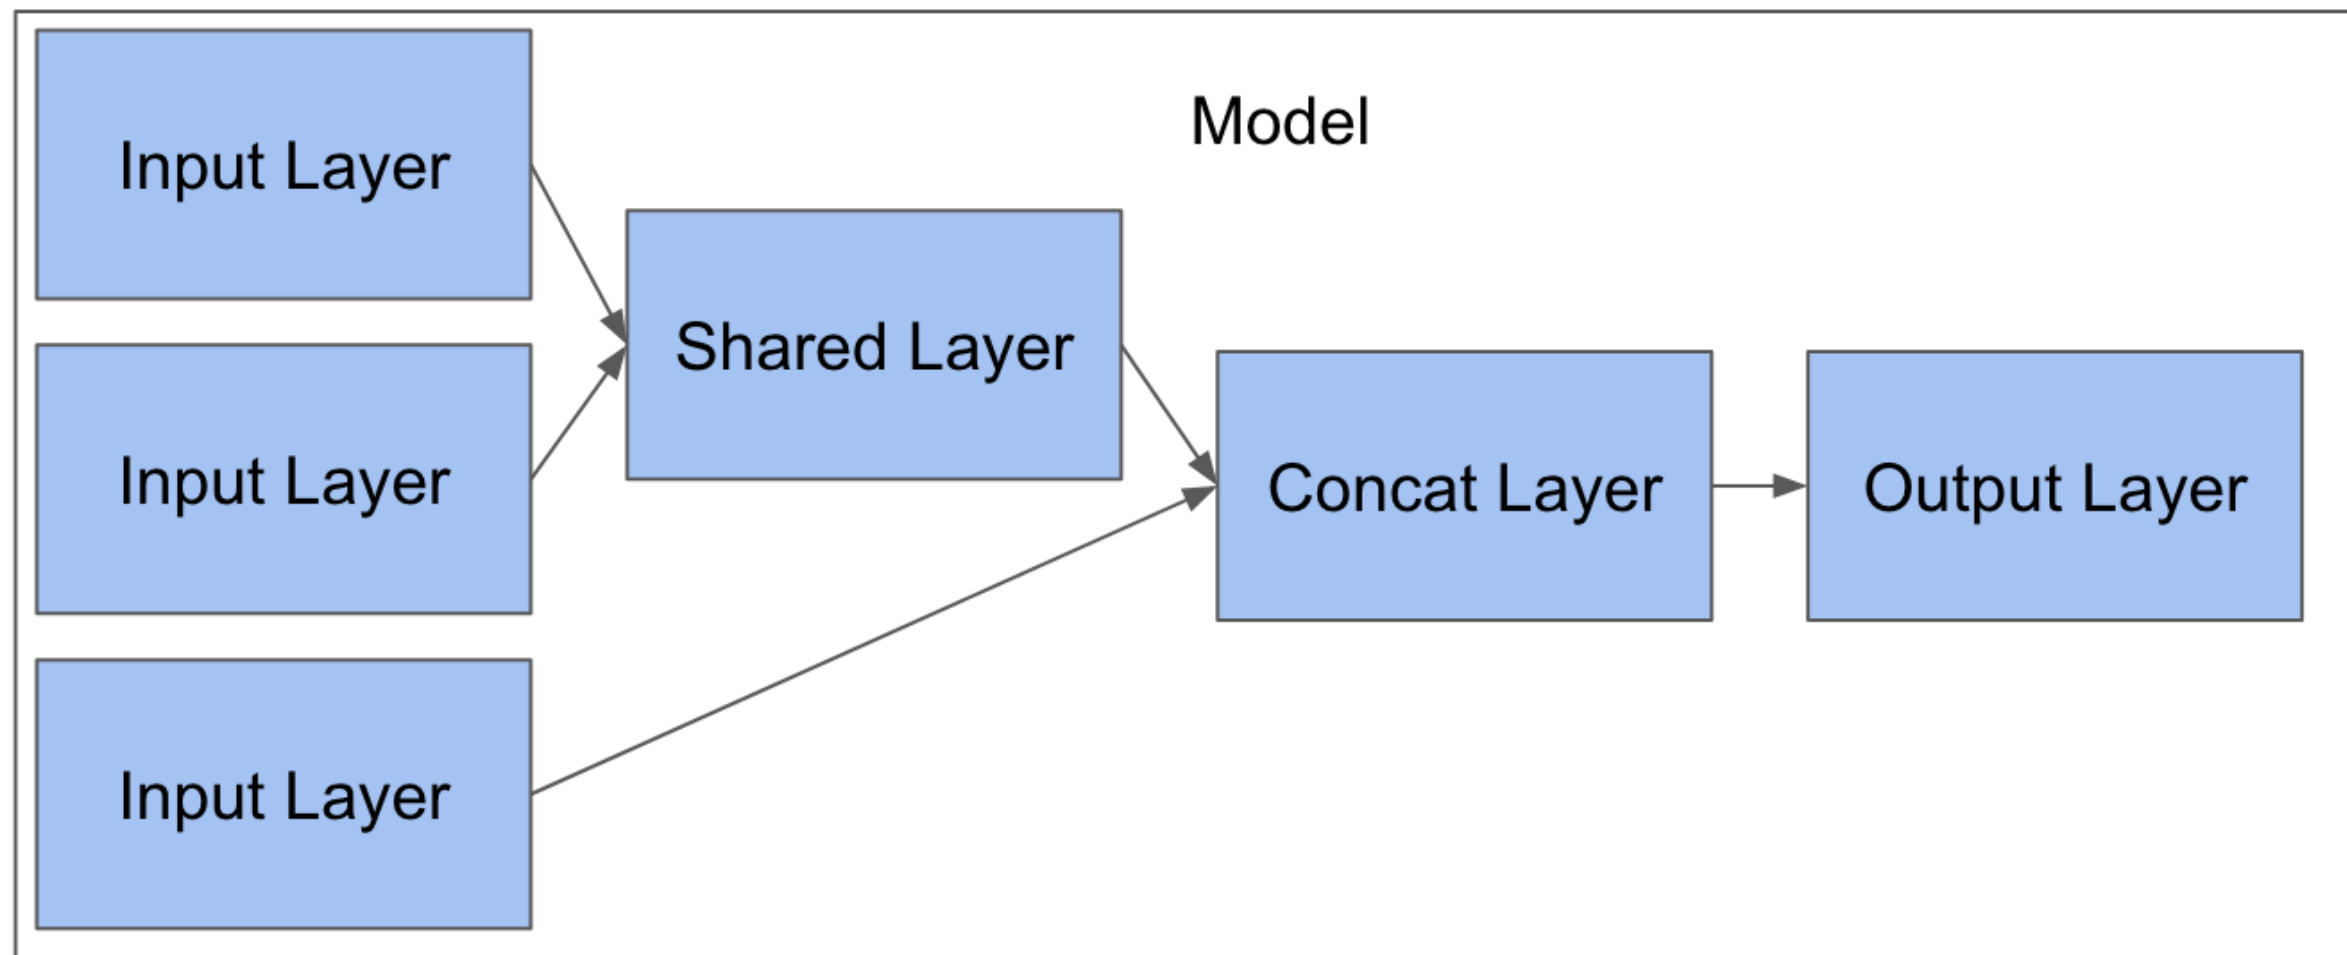 Model
Input Layer
Input Layer
Input Layer
Shared Layer
Concat Layer
Output Layer